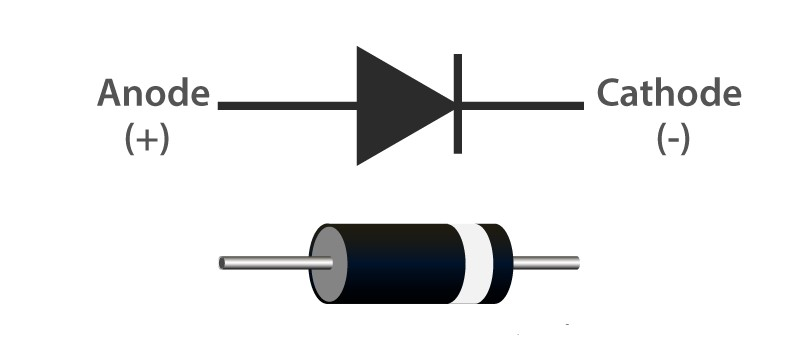 Anode
(+)
Cathode
(-)